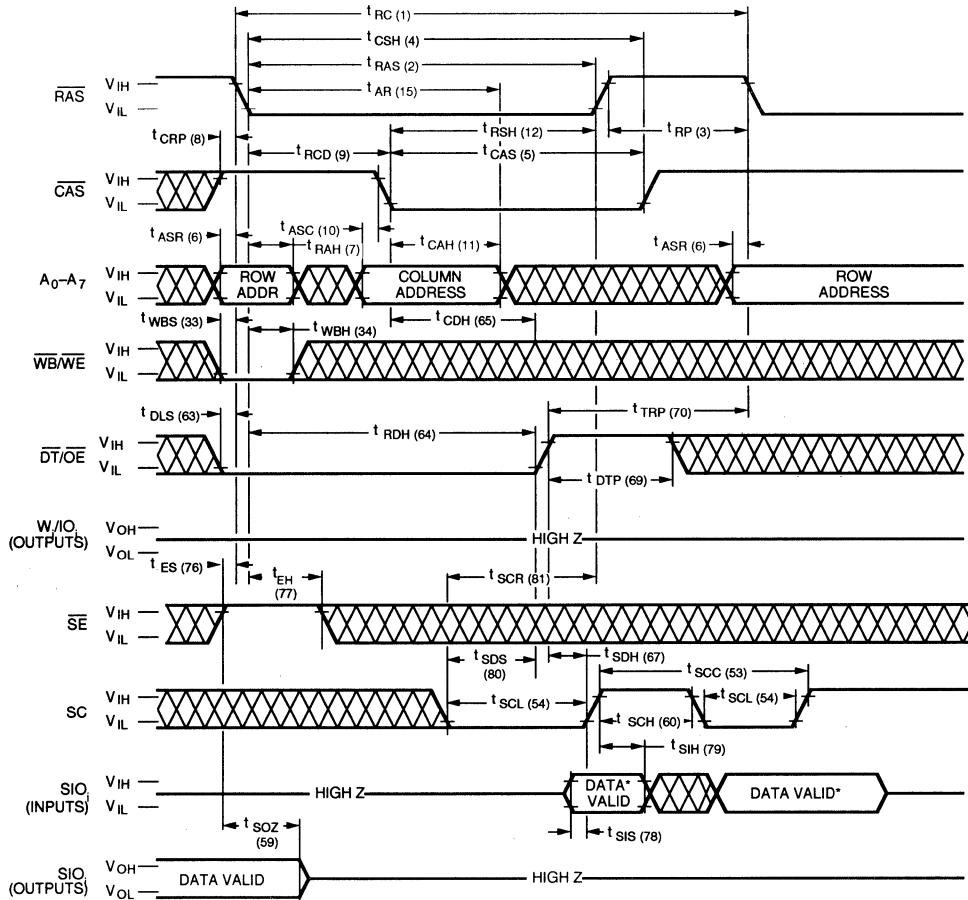 t RC (1)
t CSH (4)
t RAS (2)
t AR (15)
RAS
V IH
V IL
t CRP (8)
t RCD (9)
t RSH (12)
t CAS (5)
t RP (3)
CAS
V IH
V IL
t ASR (6)
t ASC (10)
t RAH (7)
t CAH (11)
t ASR (6)
A0–A7
V IH
V IL
ROW ADDR
COLUMN ADDRESS
ROW ADDRESS
t WBS (33)
t WBH (34)
t CDH (65)
WB/WE
V IH
V IL
t DLS (63)
t RDH (64)
t TRP (70)
DT/OE
V IH
V IL
t DTP (69)
Wj/IOj (OUTPUTS)
V OH
V OL
HIGH Z
t ES (76)
t EH (77)
t SCR (81)
SE
V IH
V IL
t SDS (80)
t SDH (67)
t SCC (53)
SC
V IH
V IL
t SCL (54)
t SCH (60)
t SCL (54)
t SIH (79)
SIOj (INPUTS)
V IH
V IL
HIGH Z
DATA* VALID
DATA VALID*
t SOZ (59)
t SIS (78)
SIOj (OUTPUTS)
V OH
V OL
DATA VALID
HIGH Z